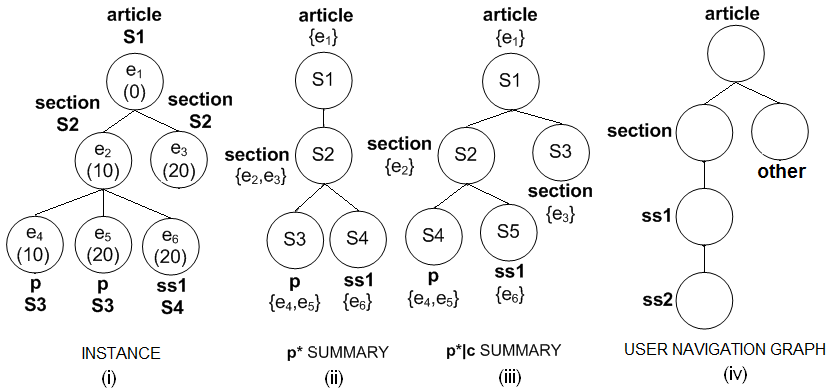 article
S1
e1
(0)
section
S2
section
S2
e2
(10)
e3
(20)
e4
(10)
e5
(20)
e6
(20)
p
S3
p
S3
ss1
S4
INSTANCE
(i)
article
{e1}
S1
section
{e2,e3}
S2
S3
S4
p
{e4,e5}
ss1
{e6}
p* SUMMARY
(ii)
article
{e1}
S1
section
{e2}
S2
S3
section
{e3}
S4
S5
p
{e4,e5}
ss1
{e6}
p*|c SUMMARY
(iii)
article
section
other
ss1
ss2
USER NAVIGATION GRAPH
(iv)